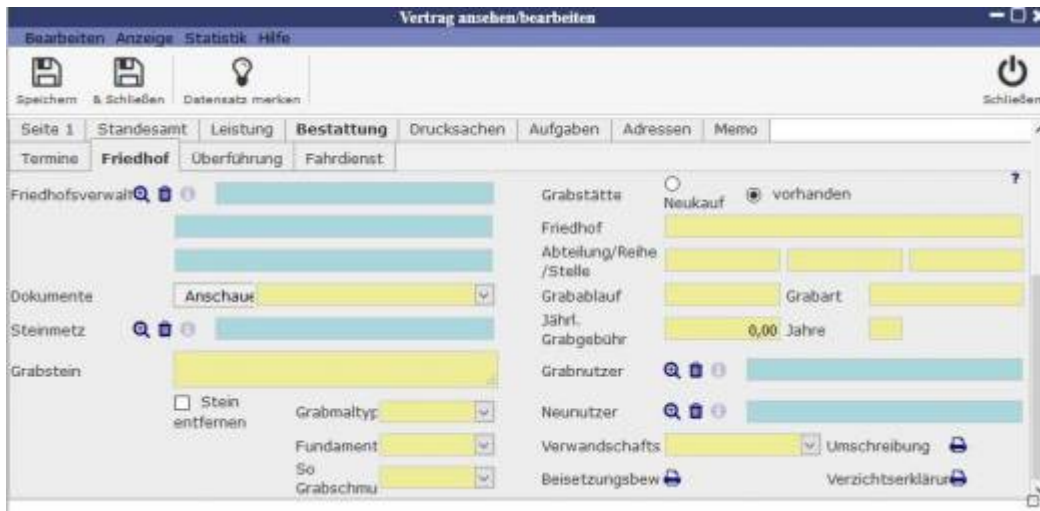 Vertrag ansehen/bearbeiten
Bearbeiten Anzeige Statistik Hilfe
Speichern & Schließen Datensatz merken Schließen
Seite 1 Standesamt Leistung Bestattung Drucksachen Aufgaben Adressen Memo
Termine Friedhof Überführung Fahrdienst
?
Friedhofsverwalt
Dokumente Anschaue
Steinmetz
Grabstein
Stein
entfernen
Grabmaltyp
Fundament
So
Grabschmu
Grabstätte Neukauf vorhanden
Friedhof
Abteilung/Reihe
/Stelle
Grabablauf Grabart
Jährl.
Grabgebühr 0,00 Jahre
Grabnutzer
Neunutzer
Verwandschafts Umschreibung
Beisetzungsbew Verzichtserklärun